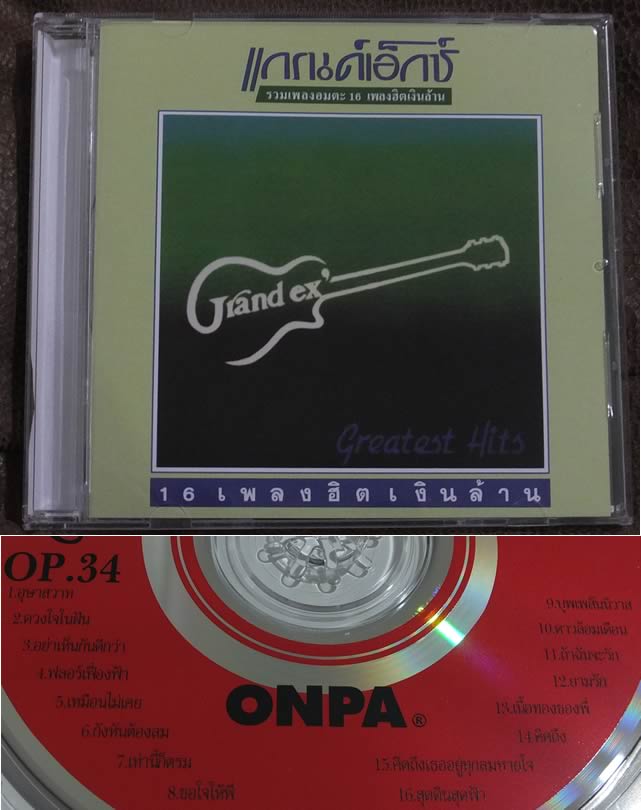 แกรนด์เอ็กซ์
รวมเพลงอมตะ 16 เพลงฮิตเงินล้าน
Grand ex'
Greatest Hits
16 เพลงฮิตเงินล้าน
OP.34
1.อุษาสวาท
2.ดวงใจในฝัน
3.อย่าเห็นกันดีกว่า
4.ฟลอร์เฟื่องฟ้า
5.เหมือนไม่เคย
6.กังหันต้องลม
7.เท่านี้ก็ตรม
8.ขอใจให้พี่
ONPA®
9.บุพเพสันนิวาส
10.ดาวล้อมเดือน
11.ถ้าฉันจะรัก
12.ยามรัก
13.เนื้อทองของพี่
14.คิดถึง
15.คิดถึงเธออยู่ทุกลมหายใจ
16.สุดดินสุดฟ้า